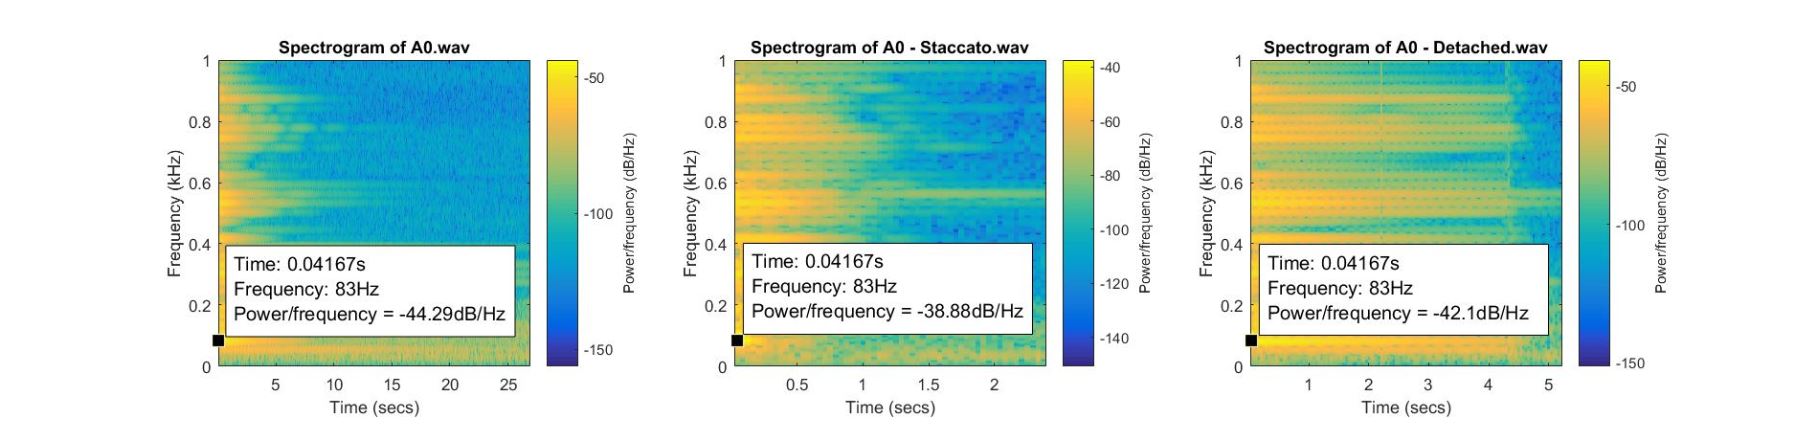 Spectrogram of A0.wav
1
0.8
0.6
0.4
0.2
0
Frequency (kHz)
Time: 0.04167s
Frequency: 83Hz
Power/frequency = -44.29dB/Hz
5
10
15
20
25
Time (secs)
-50
-100
-150
Power/frequency (dB/Hz)
Spectrogram of A0 - Staccato.wav
1
0.8
0.6
0.4
0.2
0
Frequency (kHz)
Time: 0.04167s
Frequency: 83Hz
Power/frequency = -38.88dB/Hz
0.5
1
1.5
2
Time (secs)
-40
-60
-80
-100
-120
-140
Power/frequency (dB/Hz)
Spectrogram of A0 - Detached.wav
1
0.8
0.6
0.4
0.2
0
Frequency (kHz)
Time: 0.04167s
Frequency: 83Hz
Power/frequency = -42.1dB/Hz
1
2
3
4
5
Time (secs)
-50
-100
-150
Power/frequency (dB/Hz)